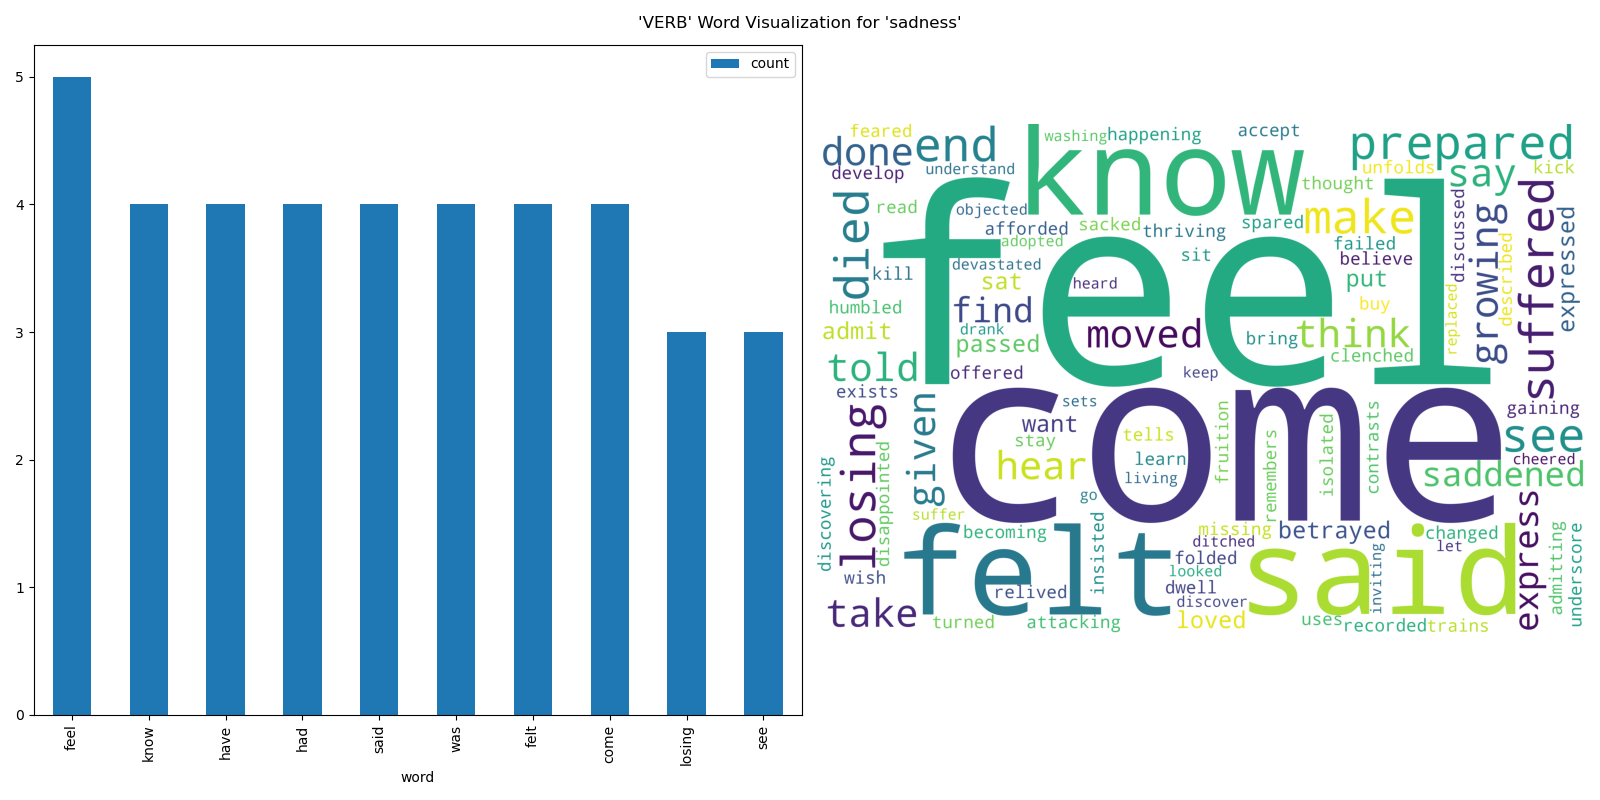 'VERB' Word Visualization for 'sadness'
count
5
4
3
2
1
0
feel
know
have
had
said
was
felt
come
losing
see
word
feared
washing
happening
accept
done
end
know
prepared
develop
understand
unfolds
say
kick
thought
died
read
objected
afforded
adopted
sacked
thriving
spared
make
failed
believe
discussed
growing
described
suffered
expressed
feel
kill
devastated
sat
heard
sit
put
humbled
find
buy
replaced
admit
drank
passed
moved
bring
think
clenched
told
offered
keep
exists
losing
given
come
sets
want
stay
tells
fruition
remembers
isolated
contrasts
gaining
see
cheered
saddened
hear
learn
living
go
discovering
disappointed
suffer
becoming
insisted
missing
ditched
betrayed
changed
let
express
admitting
underscore
felt
folded
looked
dwell
discover
said
inviting
wish
relived
take
turned
attacking
loved
uses
recorded
trains